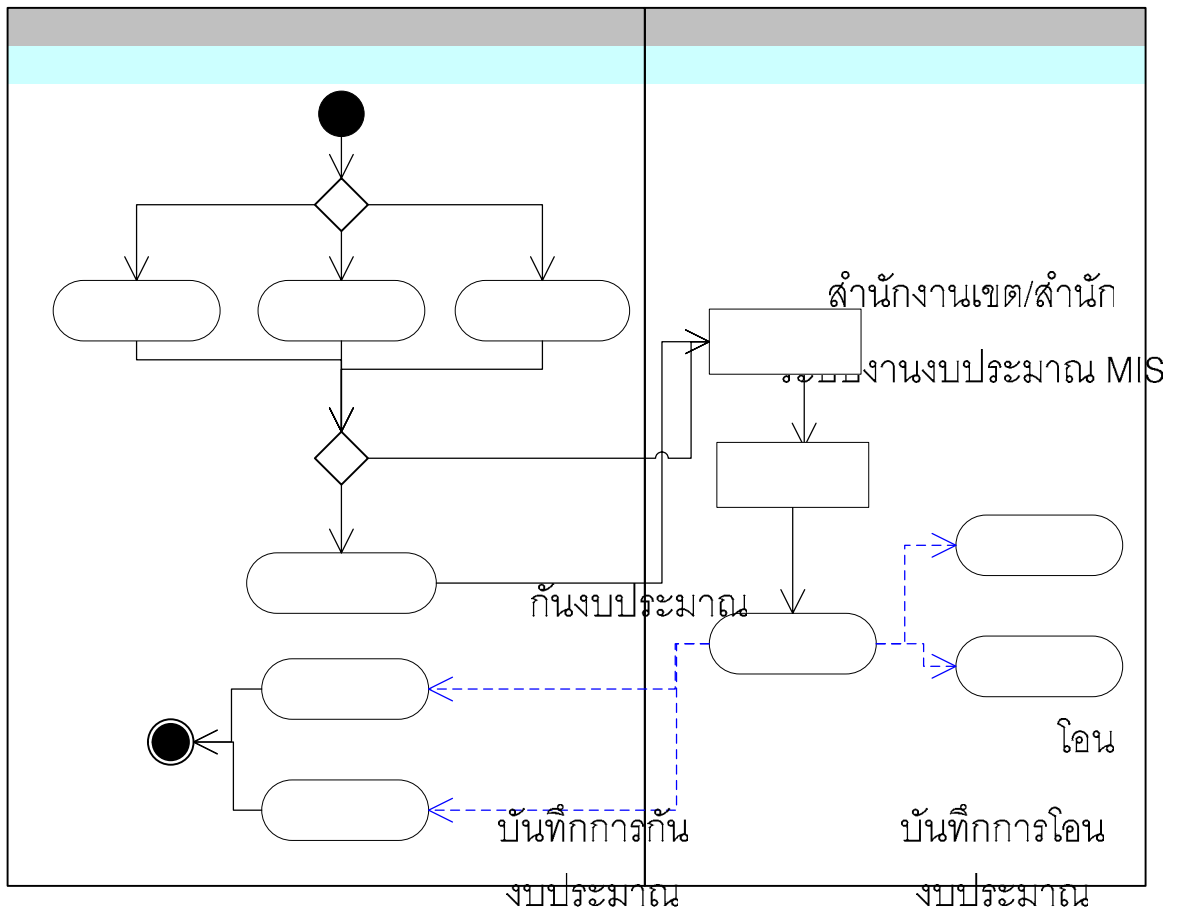 สำนักงานเขต/สำนัก
ระบบงานงบประมาณ MIS
กันงบประมาณ
โอน
บันทึกการกัน
งบประมาณ
บันทึกการโอน
งบประมาณ